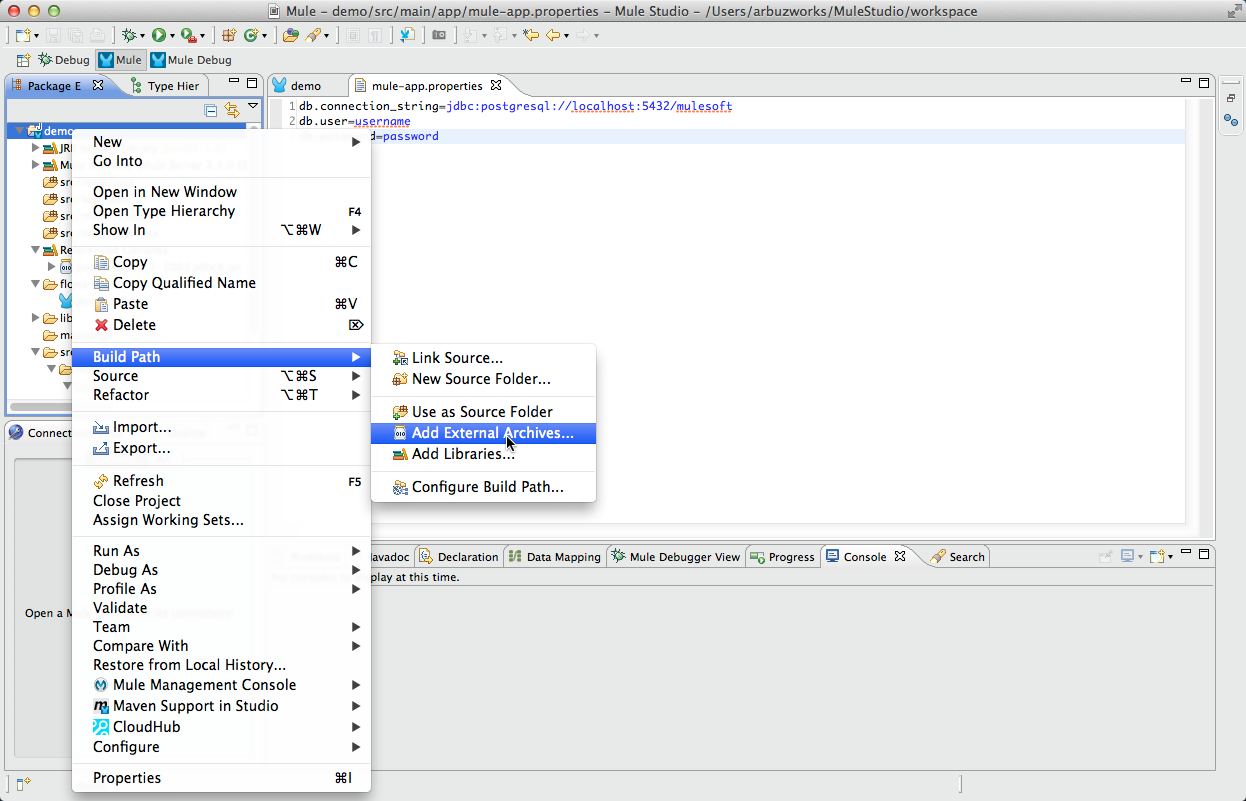 Mule – demo/src/main/app/mule-app.properties – Mule Studio – /Users/arbuzworks/MuleStudio/workspace
Debug Mule Mule Debug
Package E Type Hier
demo mule-app.properties
1 db.connection_string=jdbc:postgresql://localhost:5432/mulesoft
2 db.user=username
d=password
demo
JR
Mu
src
src
src
src
Re
flo
lib
ma
src
Connect
Open a M
New
Go Into
Open in New Window
Open Type Hierarchy F4
Show In ⌥⌘W
Copy ⌘C
Copy Qualified Name
Paste ⌘V
Delete ⌦
Build Path
Source ⌥⌘S
Refactor ⌥⌘T
Import...
Export...
Refresh F5
Close Project
Assign Working Sets...
Run As
Debug As
Profile As
Validate
Team
Compare With
Restore from Local History...
Mule Management Console
Maven Support in Studio
CloudHub
Configure
Properties ⌘I
Link Source...
New Source Folder...
Use as Source Folder
Add External Archives...
Add Libraries...
Configure Build Path...
avadoc Declaration Data Mapping Mule Debugger View Progress Console Search
play at this time.